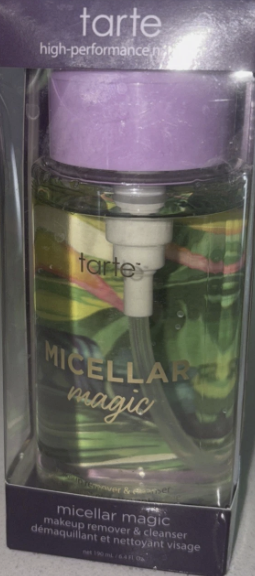 tarte
high-performance
tarte
MICELLAR
magic
micellar magic
makeup remover & cleanser
démaquillant et nettoyant visage